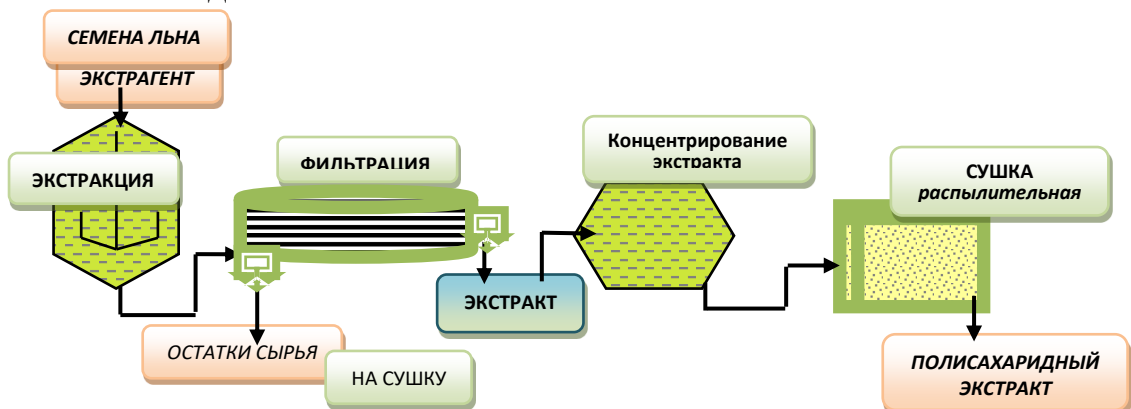 СЕМЕНА ЛЬНА
ЭКСТРАГЕНТ
ЭКСТРАКЦИЯ
ФИЛЬТРАЦИЯ
Концентрирование
экстракта
СУШКА
распылительная
ЭКСТРАКТ
ОСТАТКИ СЫРЬЯ
НА СУШКУ
ПОЛИСАХАРИДНЫЙ
ЭКСТРАКТ